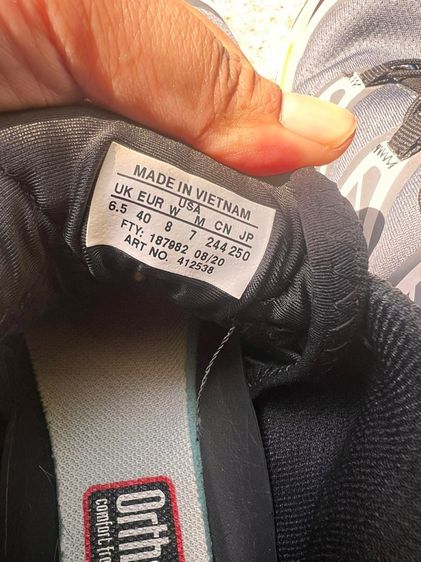 MADE IN VIETNAM
USA
UK EUR W M CN JP
6.5 40 8 7 244 250
FTY: 187982 08/20
ART NO. 412538
Orth
comfort fro